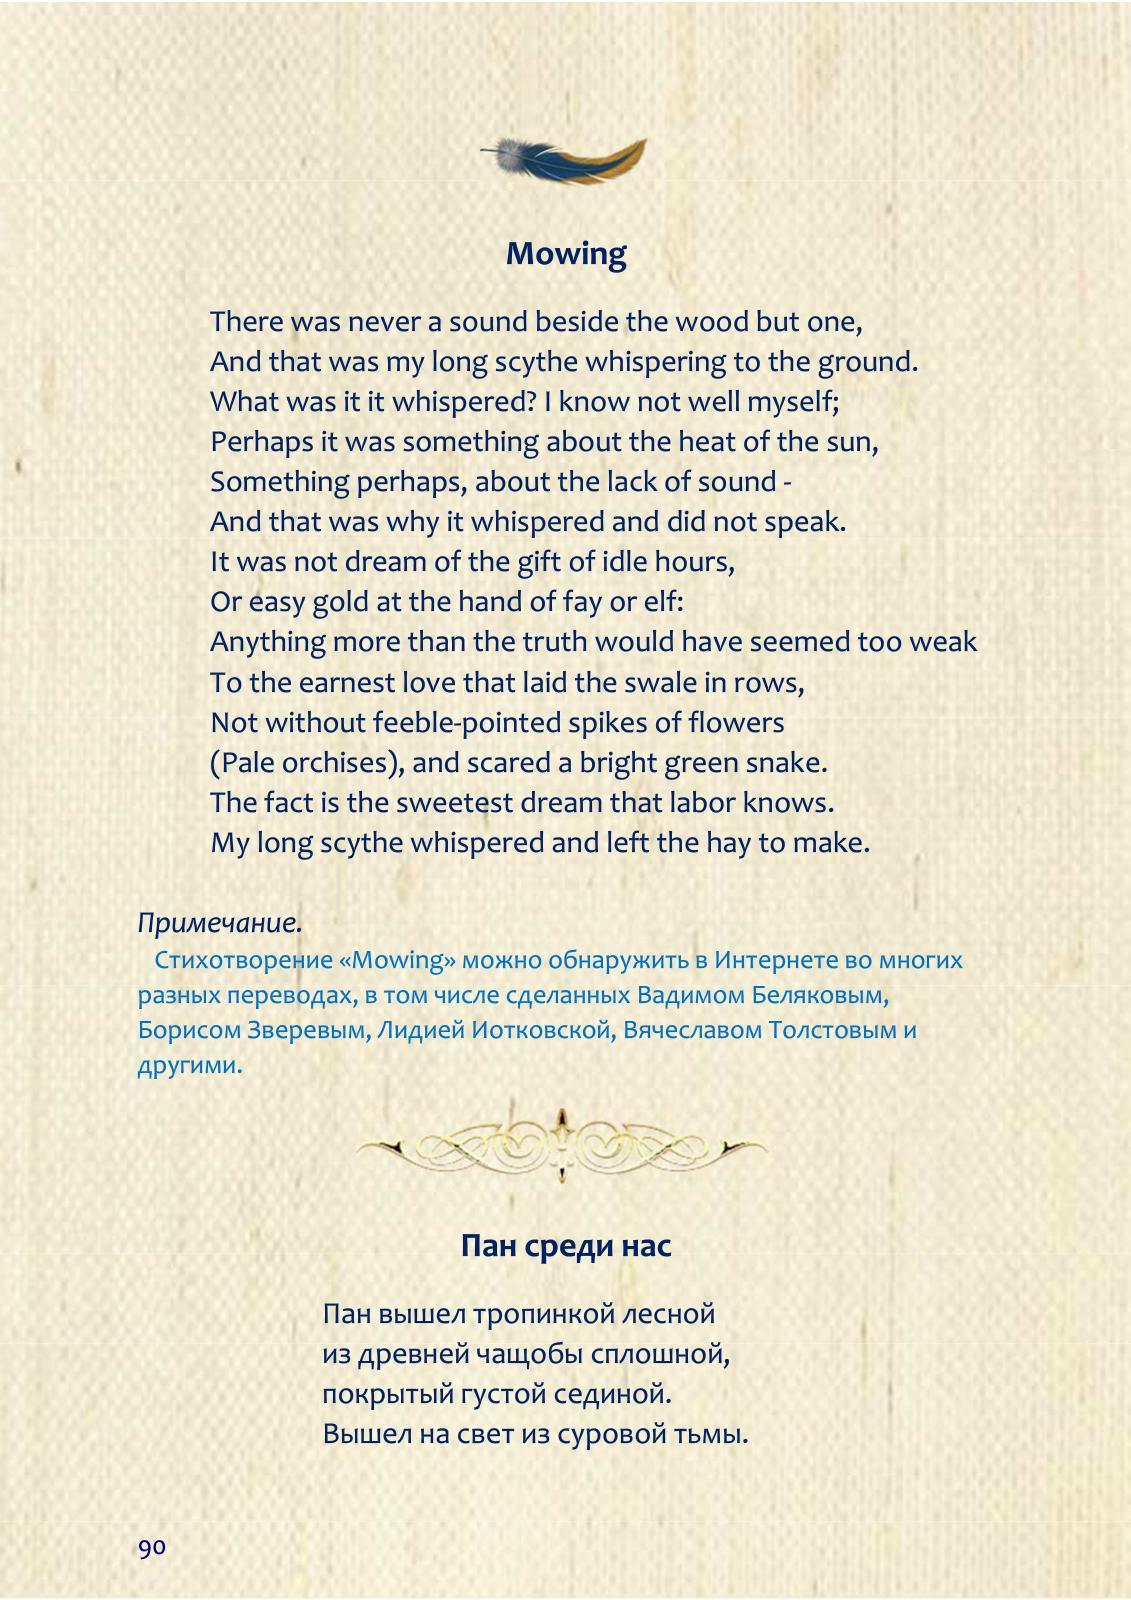 Mowing
There was never a sound beside the wood but one,
And that was my long scythe whispering to the ground.
What was it it whispered? I know not well myself;
Perhaps it was something about the heat of the sun,
Something perhaps, about the lack of sound -
And that was why it whispered and did not speak.
It was not dream of the gift of idle hours,
Or easy gold at the hand of fay or elf:
Anything more than the truth would have seemed too weak
To the earnest love that laid the swale in rows,
Not without feeble-pointed spikes of flowers
(Pale orchises), and scared a bright green snake.
The fact is the sweetest dream that labor knows.
My long scythe whispered and left the hay to make.
Примечание.
Стихотворение «Mowing» можно обнаружить в Интернете во многих
разных переводах, в том числе сделанных Вадимом Беляковым,
Борисом Зверевым, Лидией Иотковской, Вячеславом Толстовым и
другими.
Пан среди нас
Пан вышел тропинкой лесной
из древней чащобы сплошной,
покрытый густой сединой.
Вышел на свет из суровой тьмы.
90